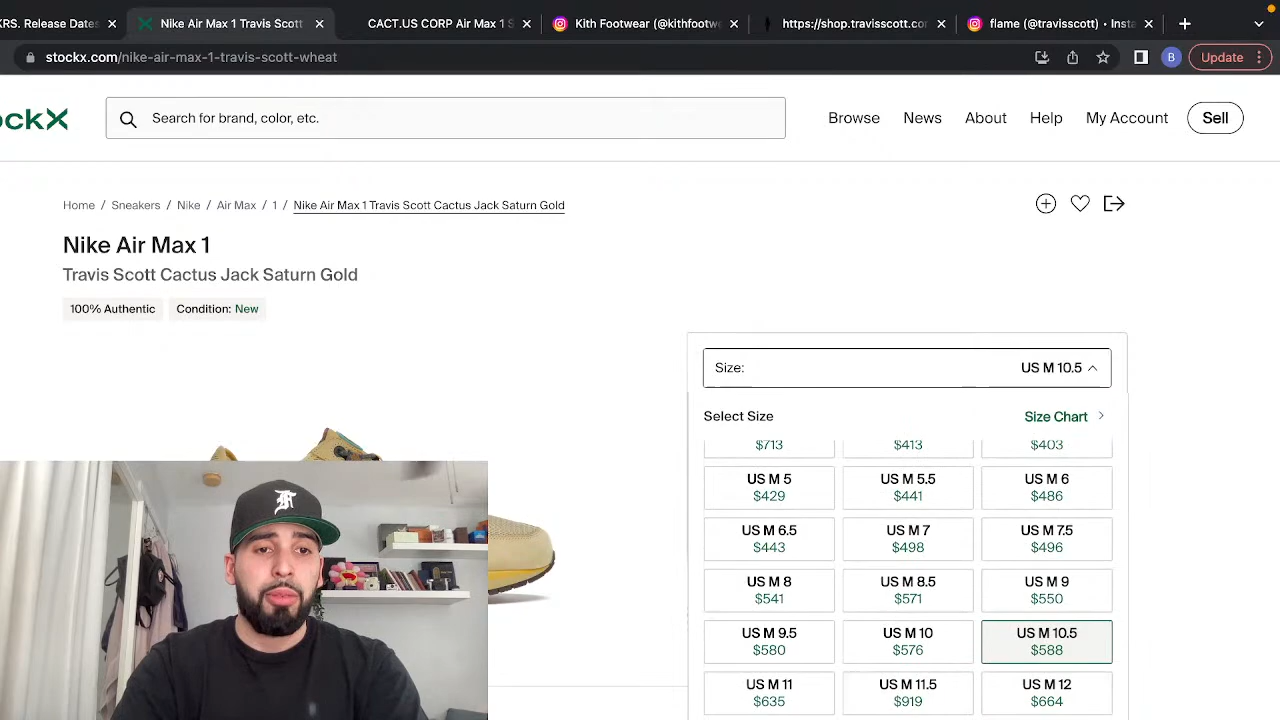 KRS. Release Dates
Nike Air Max 1 Travis Scott
CACT.US CORP Air Max 1 S
Kith Footwear (@kithfootwe
https://shop.travisscott.cor
flame (@travisscott) • Insta
stockx.com/nike-air-max-1-travis-scott-wheat
B
Update
ockX
Search for brand, color, etc.
Browse
News
About
Help
My Account
Sell
Home / Sneakers / Nike / Air Max / 1 / Nike Air Max 1 Travis Scott Cactus Jack Saturn Gold
Nike Air Max 1
Travis Scott Cactus Jack Saturn Gold
100% Authentic
Condition: New
Size:
US M 10.5
Select Size
Size Chart
$713
$413
$403
US M 5
$429
US M 5.5
$441
US M 6
$486
US M 6.5
$443
US M 7
$498
US M 7.5
$496
US M 8
$541
US M 8.5
$571
US M 9
$550
US M 9.5
$580
US M 10
$576
US M 10.5
$588
US M 11
$635
US M 11.5
$919
US M 12
$664